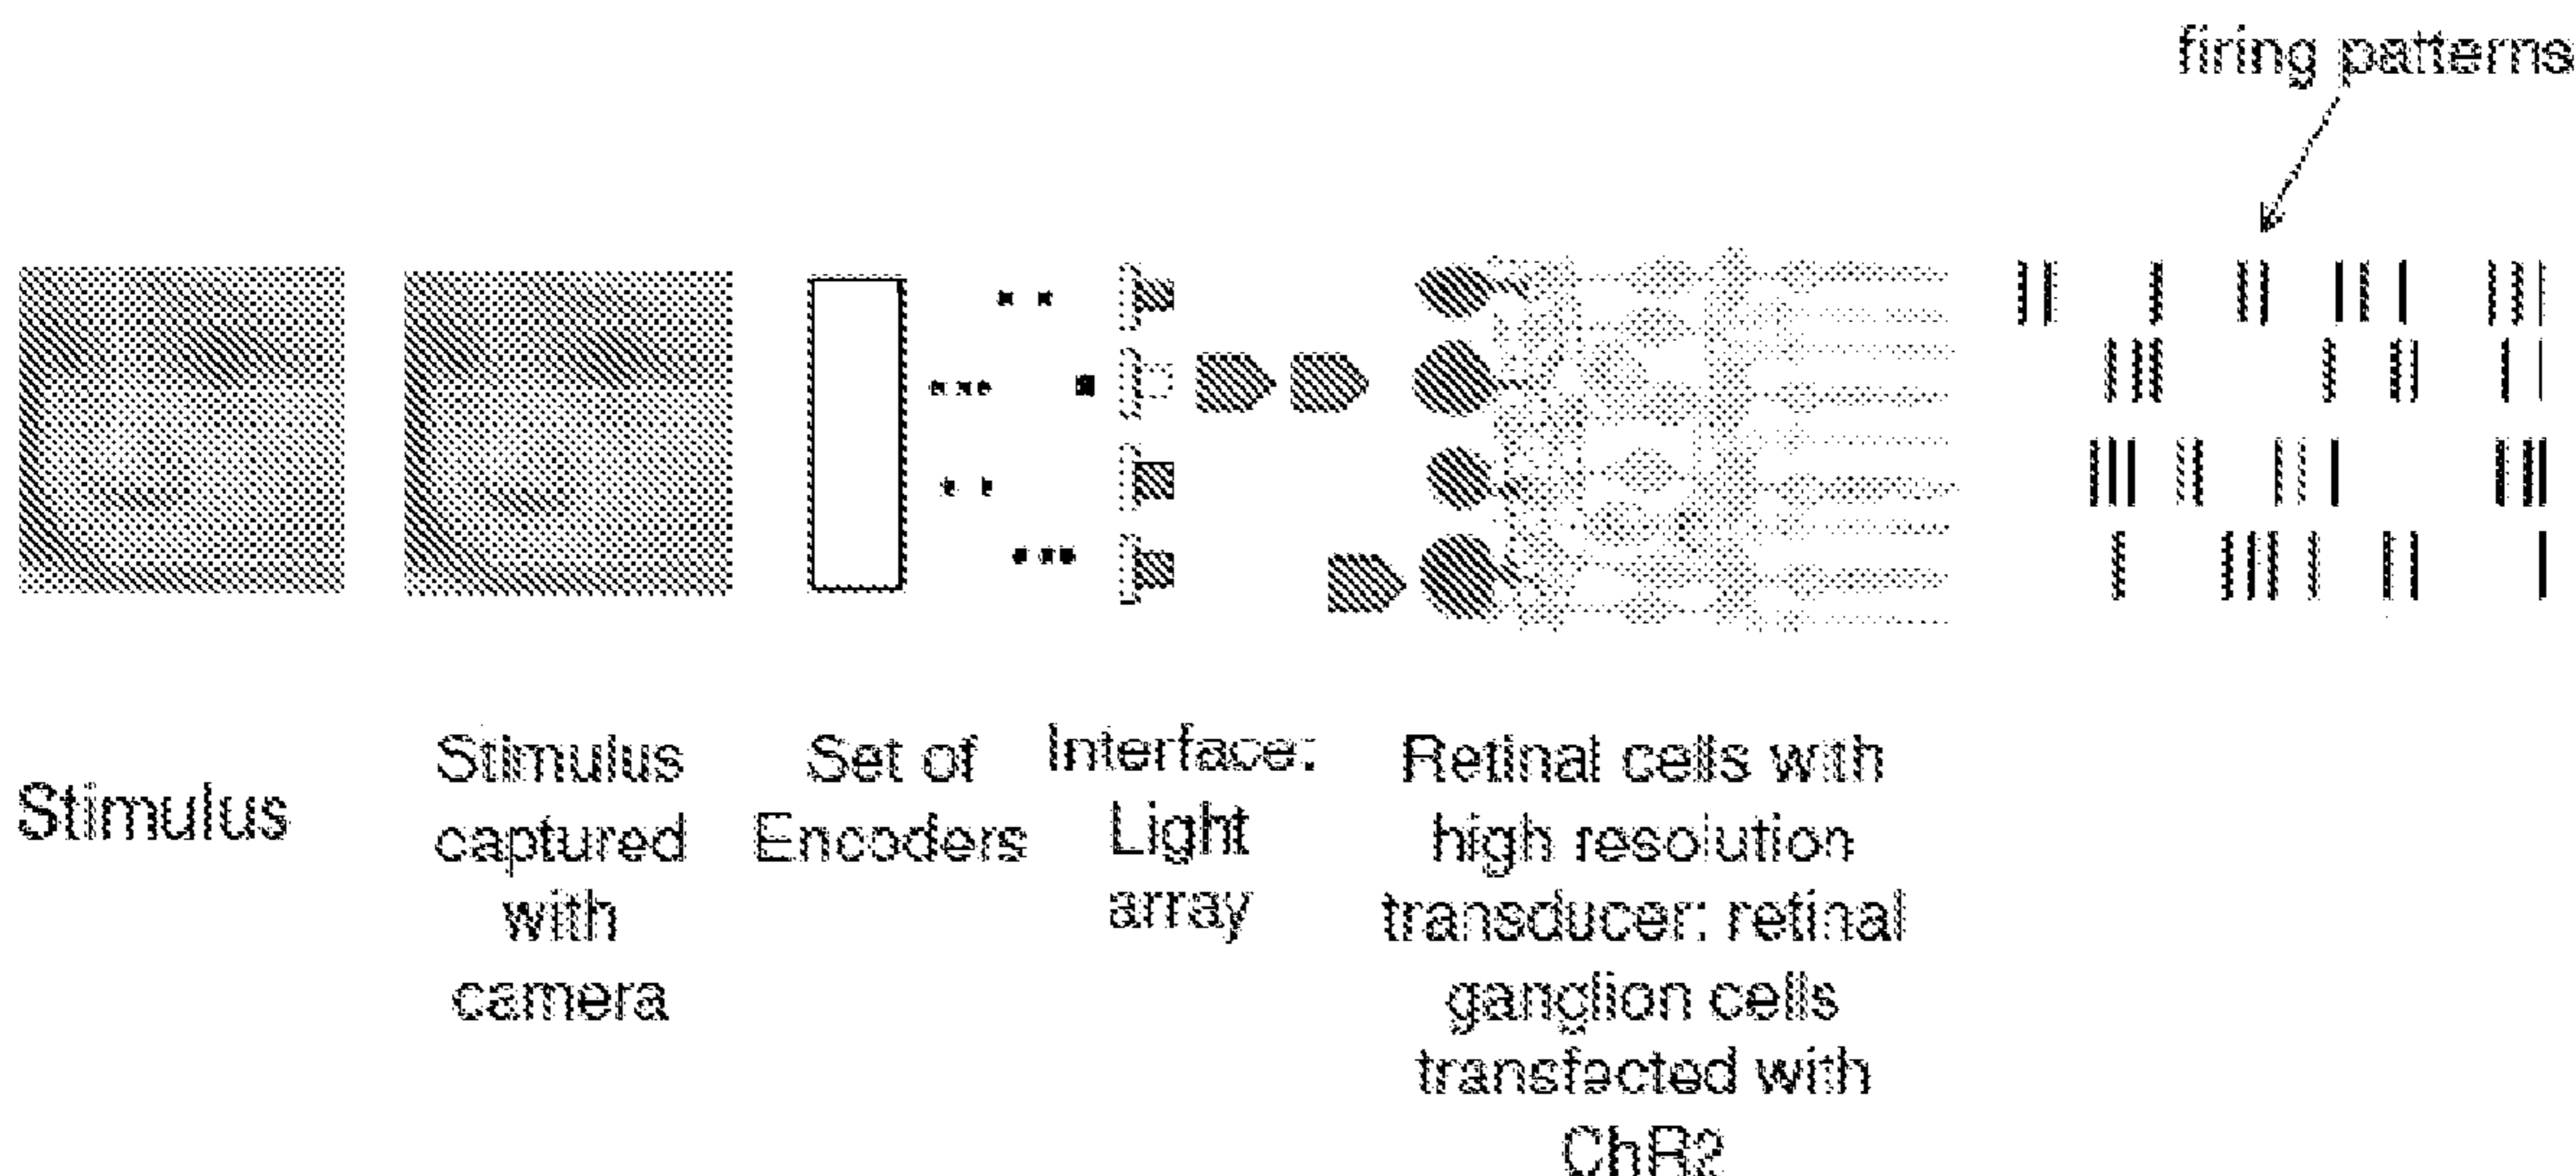 firing patterns
Stimulus
Stimulus
captured
with
camera
Set of
Encoders
Interface:
Light
array
Retinal cells with
high resolution
transducer: retinal
ganglion cells
transfected with
ChR2